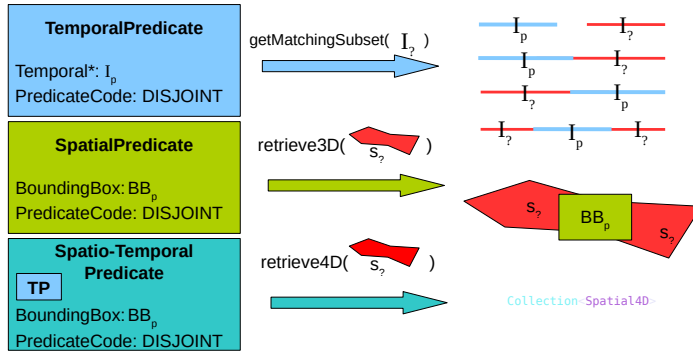 TemporalPredicate
Temporal*: Ip
PredicateCode: DISJOINT
getMatchingSubset( I? )
Ip I?
Ip I?
I? Ip
I? Ip I?
SpatialPredicate
BoundingBox: BBp
PredicateCode: DISJOINT
retrieve3D( s? )
s? BBp s?
Spatio-Temporal
Predicate
TP
BoundingBox: BBp
PredicateCode: DISJOINT
retrieve4D( s? )
Collection<Spatial4D>